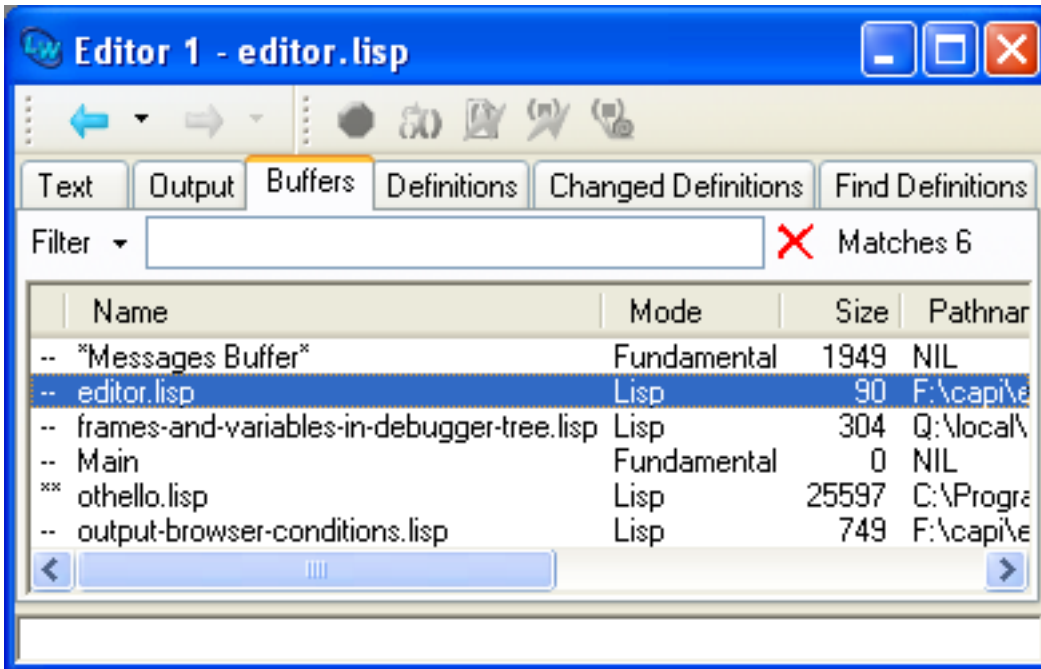 LW Editor 1 - editor.lisp
Text Output Buffers Definitions Changed Definitions Find Definitions
Filter Matches 6
Name Mode Size Pathnar
-- *Messages Buffer* Fundamental 1949 NIL
-- editor.lisp Lisp 90 F:\capi\e
-- frames-and-variables-in-debugger-tree.lisp Lisp 304 Q:\local\
-- Main Fundamental 0 NIL
** othello.lisp Lisp 25597 C:\Progra
-- output-browser-conditions.lisp Lisp 749 F:\capi\e